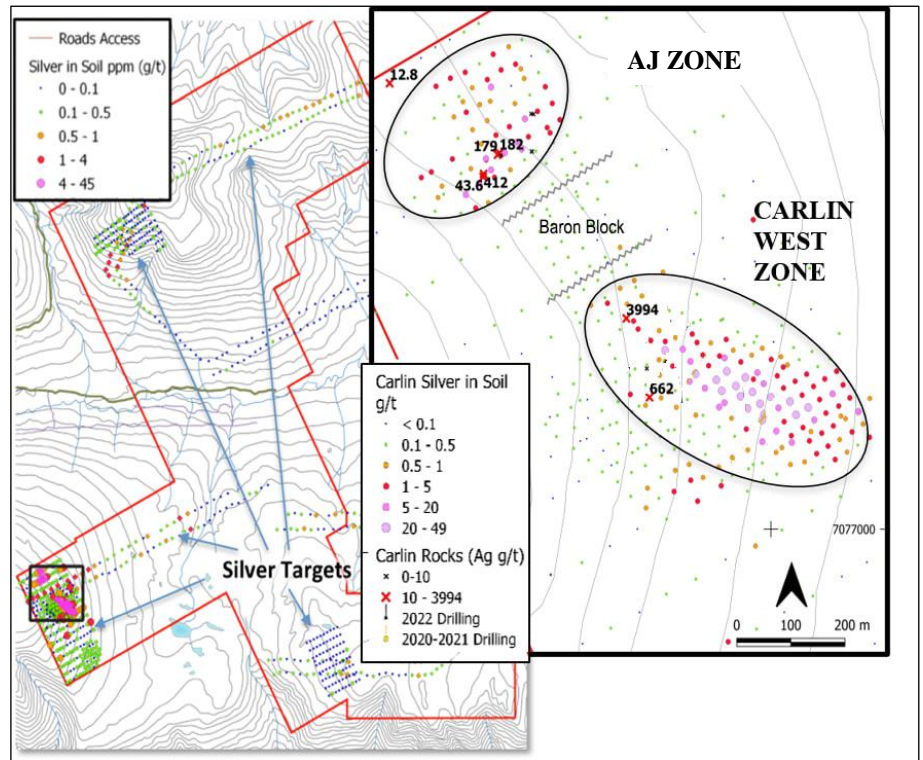 Roads Access
Silver in Soil ppm (g/t)
0 - 0.1
0.1 - 0.5
0.5 - 1
1 - 4
4 - 45
Silver Targets
AJ ZONE
12.8
179 182
43.6 412
Baron Block
CARLIN
WEST
ZONE
3994
662
7077000
0 100 200 m
Carlin Silver in Soil
g/t
< 0.1
0.1 - 0.5
0.5 - 1
1 - 5
5 - 20
20 - 49
Carlin Rocks (Ag g/t)
0-10
10 - 3994
2022 Drilling
2020-2021 Drilling